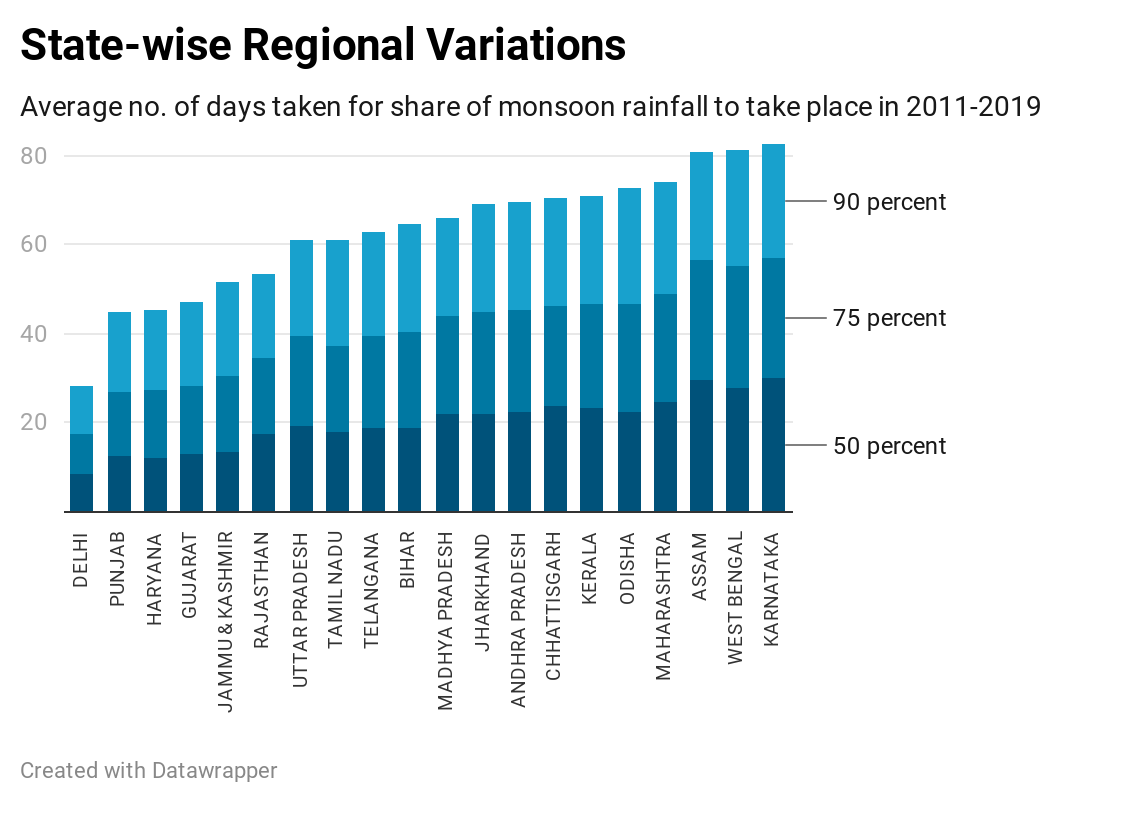 State-wise Regional Variations
Average no. of days taken for share of monsoon rainfall to take place in 2011-2019
80
60
40
20
90 percent
75 percent
50 percent
DELHI
PUNJAB
HARYANA
GUJARAT
JAMMU & KASHMIR
RAJASTHAN
UTTAR PRADESH
TAMIL NADU
TELANGANA
BIHAR
MADHYA PRADESH
JHARKHAND
ANDHRA PRADESH
CHHATTISGARH
KERALA
ODISHA
MAHARASHTRA
ASSAM
WEST BENGAL
KARNATAKA
Created with Datawrapper